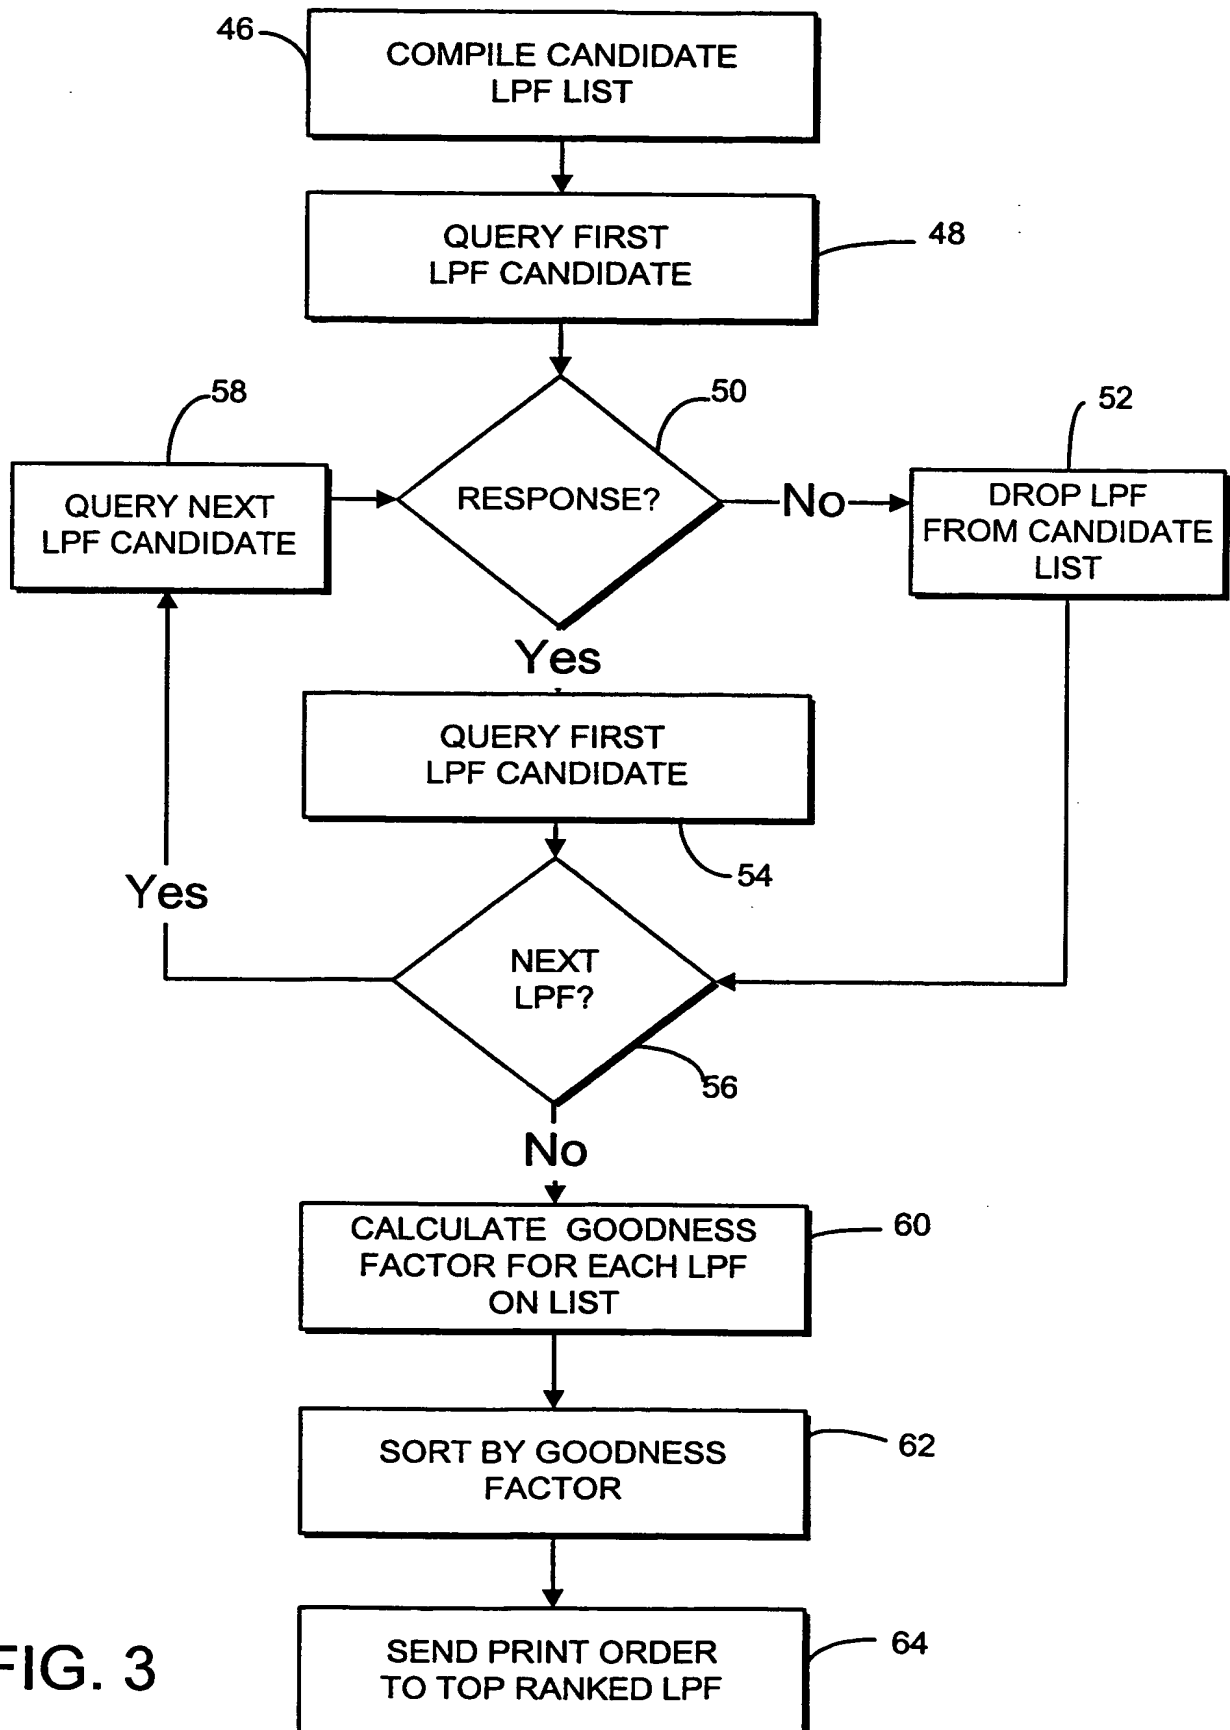 46
COMPILE CANDIDATE
LPF LIST
QUERY FIRST
LPF CANDIDATE
48
58
50
52
QUERY NEXT
LPF CANDIDATE
RESPONSE?
No
DROP LPF
FROM CANDIDATE
LIST
Yes
QUERY FIRST
LPF CANDIDATE
54
Yes
NEXT
LPF?
56
No
CALCULATE GOODNESS
FACTOR FOR EACH LPF
ON LIST
60
SORT BY GOODNESS
FACTOR
62
SEND PRINT ORDER
TO TOP RANKED LPF
64
FIG. 3